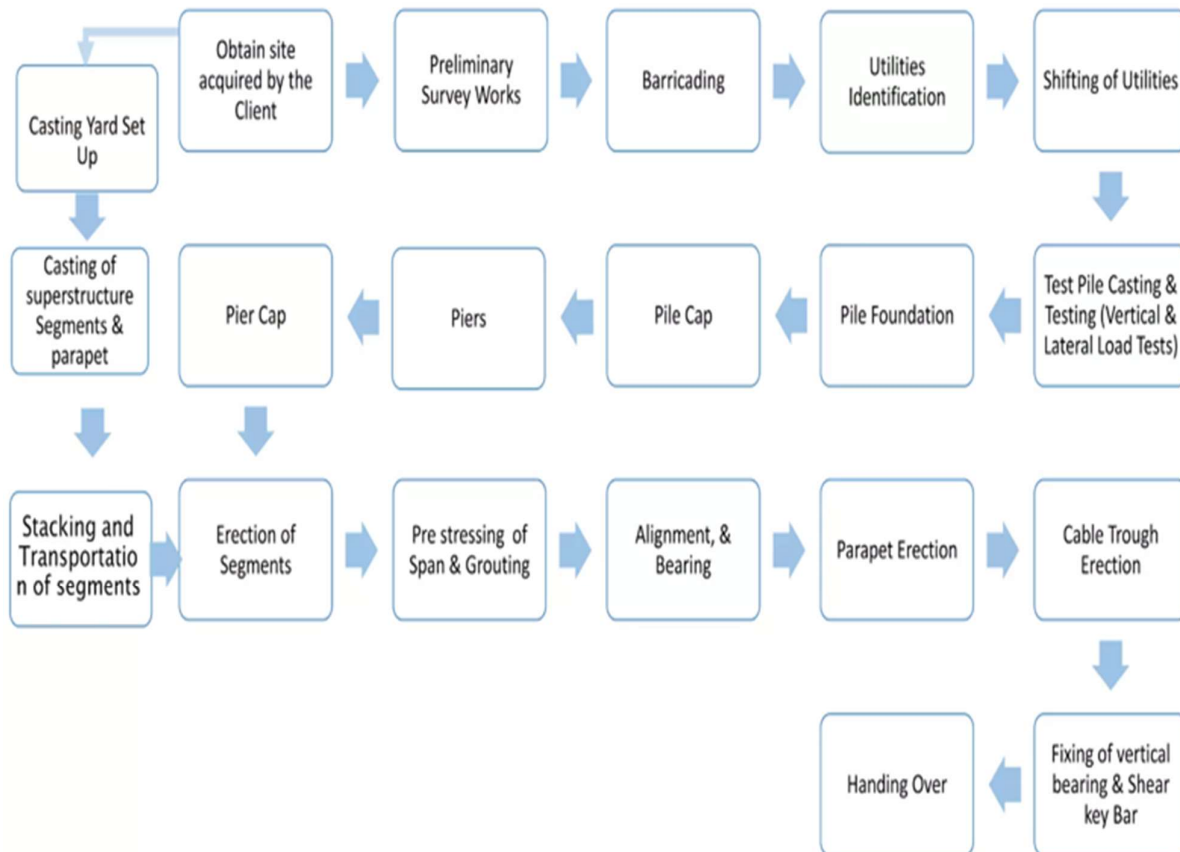 Obtain site
acquired by the
Client
Preliminary
Survey Works
Barricading
Utilities
Identification
Shifting of Utilities
Casting Yard Set
Up
Casting of
superstructure
Segments &
parapet
Pier Cap
Piers
Pile Cap
Pile Foundation
Test Pile Casting &
Testing (Vertical &
Lateral Load Tests)
Stacking and
Transportatio
n of segments
Erection of
Segments
Pre stressing of
Span & Grouting
Alignment, &
Bearing
Parapet Erection
Cable Trough
Erection
Handing Over
Fixing of vertical
bearing & Shear
key Bar